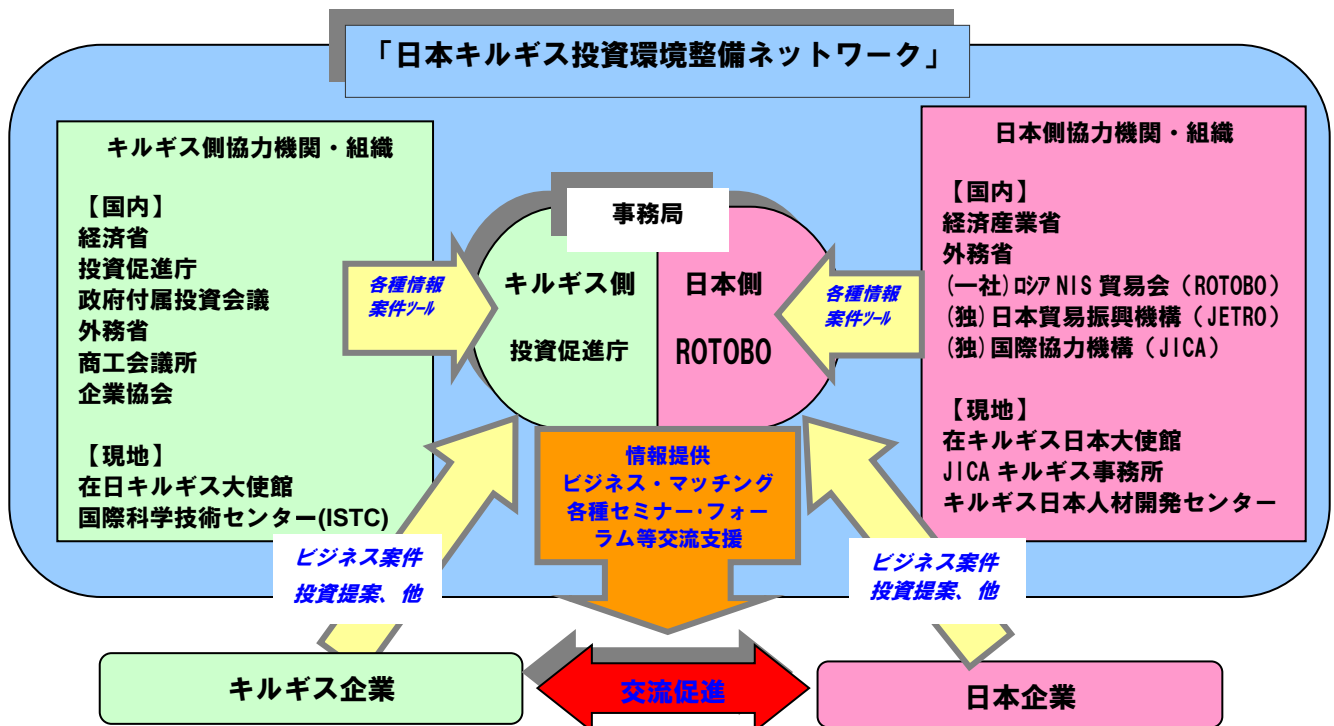 「日本キルギス投資環境整備ネットワーク」
キルギス側協力機関・組織
【国内】
経済省
投資促進庁
政府付属投資会議
外務省
商工会議所
企業協会
【現地】
在日キルギス大使館
国際科学技術センター(ISTC)
各種情報
案件ツール
事務局
キルギス側
投資促進庁
日本側
ROTOBO
各種情報
案件ツール
日本側協力機関・組織
【国内】
経済産業省
外務省
(一社)ロシア NIS 貿易会（ROTOBO）
(独)日本貿易振興機構（JETRO）
(独)国際協力機構（JICA）
【現地】
在キルギス日本大使館
JICA キルギス事務所
キルギス日本人材開発センター
情報提供
ビジネス・マッチング
各種セミナー・フォー
ラム等交流支援
ビジネス案件
投資提案、他
ビジネス案件
投資提案、他
キルギス企業
交流促進
日本企業